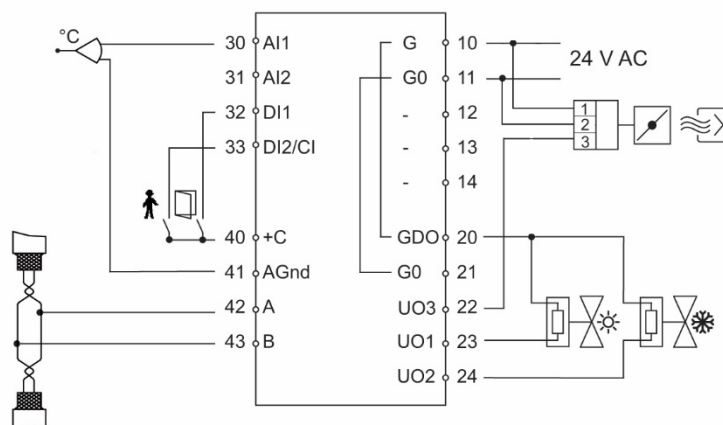 °C
30 AI1 G 10
24 V AC
31 AI2 G0 11
32 DI1 - 12
1
2
3
33 DI2/CI - 13
- 14
40 +C GDO 20
41 AGnd G0 21
42 A UO3 22
43 B UO1 23
UO2 24